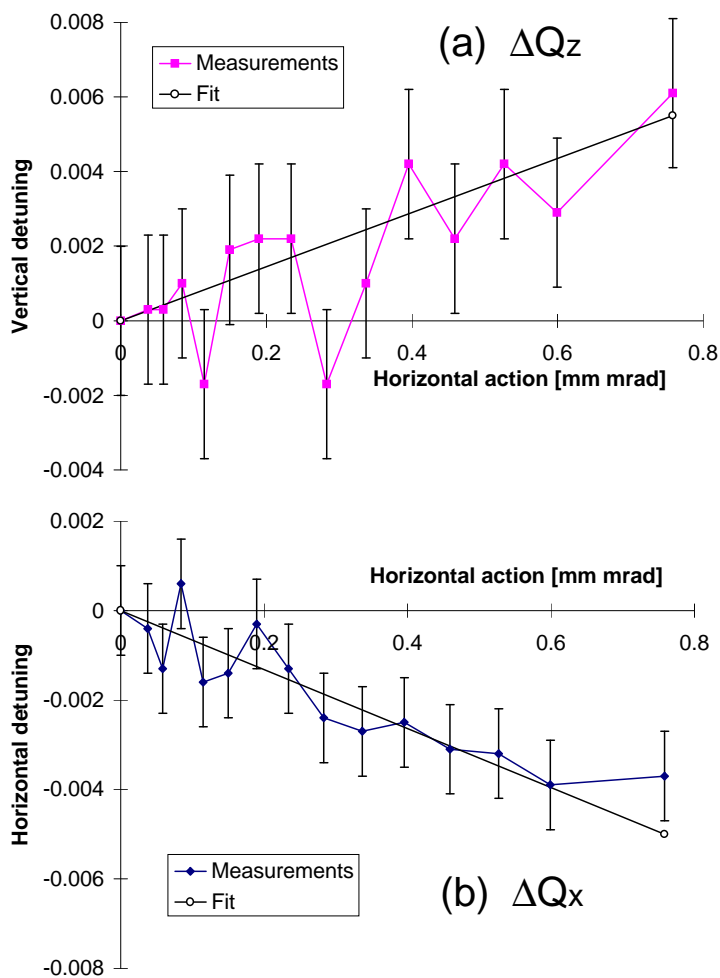 (a) ΔQz
Measurements
Fit
0.008
0.006
0.004
0.002
0
-0.002
-0.004
Vertical detuning
0
0.2
0.4
0.6
0.8
Horizontal action [mm mrad]
0.002
0
-0.002
-0.004
-0.006
-0.008
Horizontal detuning
Horizontal action [mm mrad]
0
0.2
0.4
0.6
0.8
Measurements
Fit
(b) ΔQx